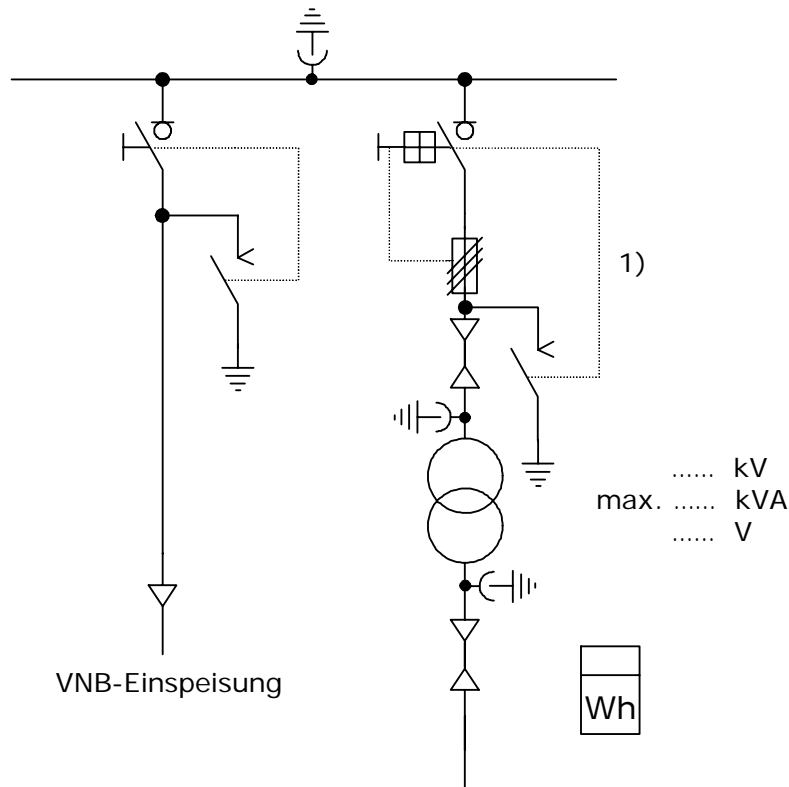 1)
...... kV
max. ...... kVA
...... V
VNB-Einspeisung
Wh